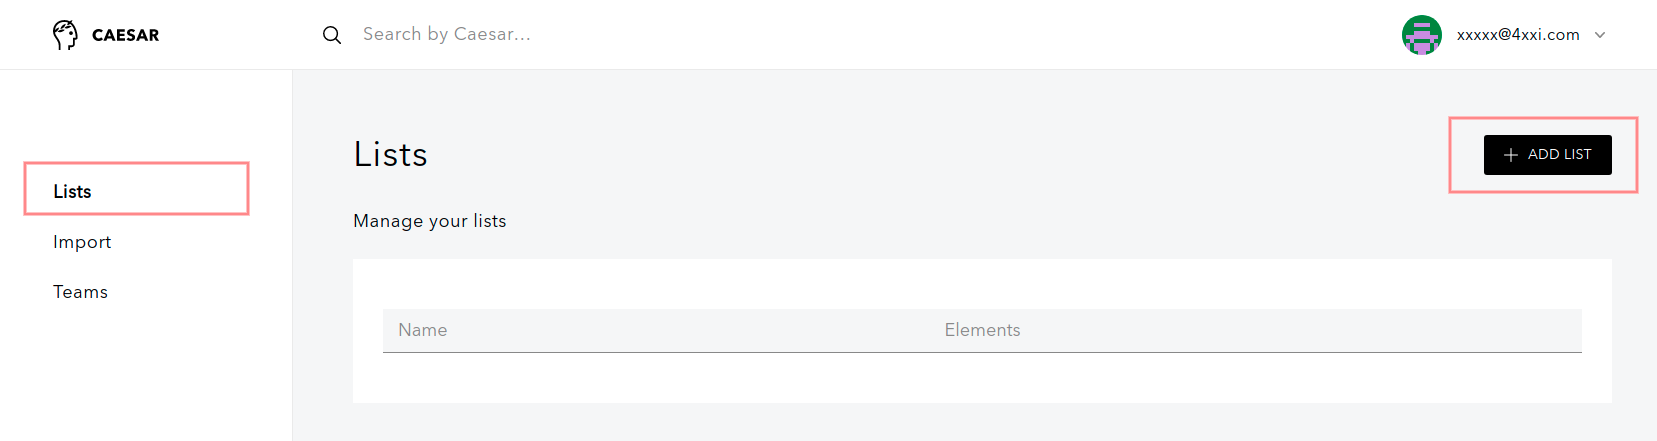 CAESAR
Search by Caesar...
xxxxx@4xxi.com
Lists
Import
Teams
Lists
ADD LIST
Manage your lists
Name Elements